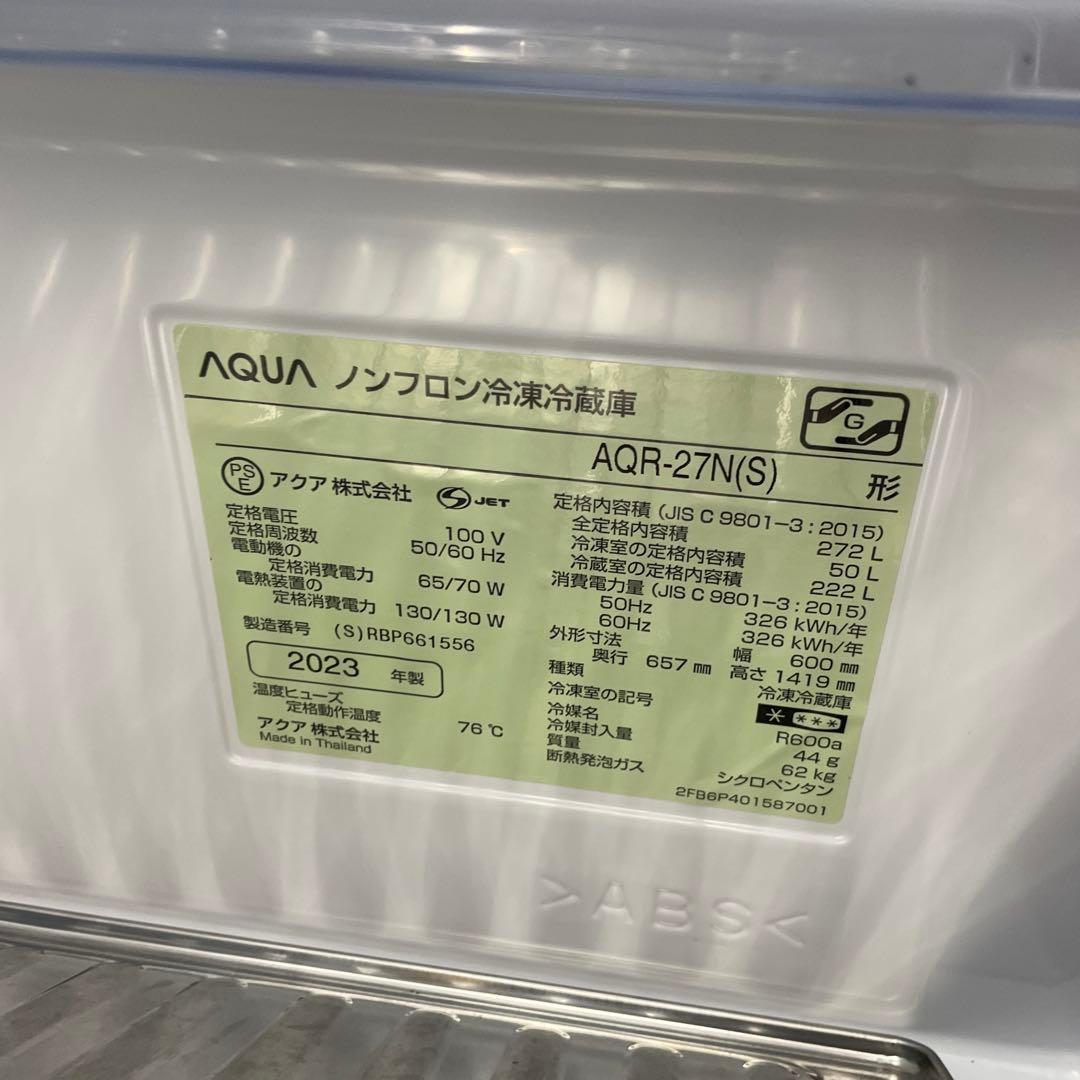 AQUA ノンフロン冷凍冷蔵庫
G
AQR-27N(S) 形
PSE アクア 株式会社 S JET
定格電圧 100 V
定格周波数 50/60 Hz
電動機の
定格消費電力 65/70 W
電熱装置の
定格消費電力 130/130 W
製造番号 (S)RBP661556
2023 年製
温度ヒューズ
定格動作温度 76 ℃
アクア 株式会社
Made in Thailand
定格内容積 (JIS C 9801-3 : 2015)
全定格内容積 272 L
冷凍室の定格内容積 50 L
冷蔵室の定格内容積 222 L
消費電力量 (JIS C 9801-3 : 2015)
50Hz 326 kWh/年
60Hz 326 kWh/年
外形寸法 幅 600 mm
奥行 657 mm 高さ 1419 mm
種類 冷凍冷蔵庫
冷凍室の記号 * ***
冷媒名 R600a
冷媒封入量 44 g
質量 62 kg
断熱発泡ガス シクロペンタン
2FB6P401587001
>ABS<